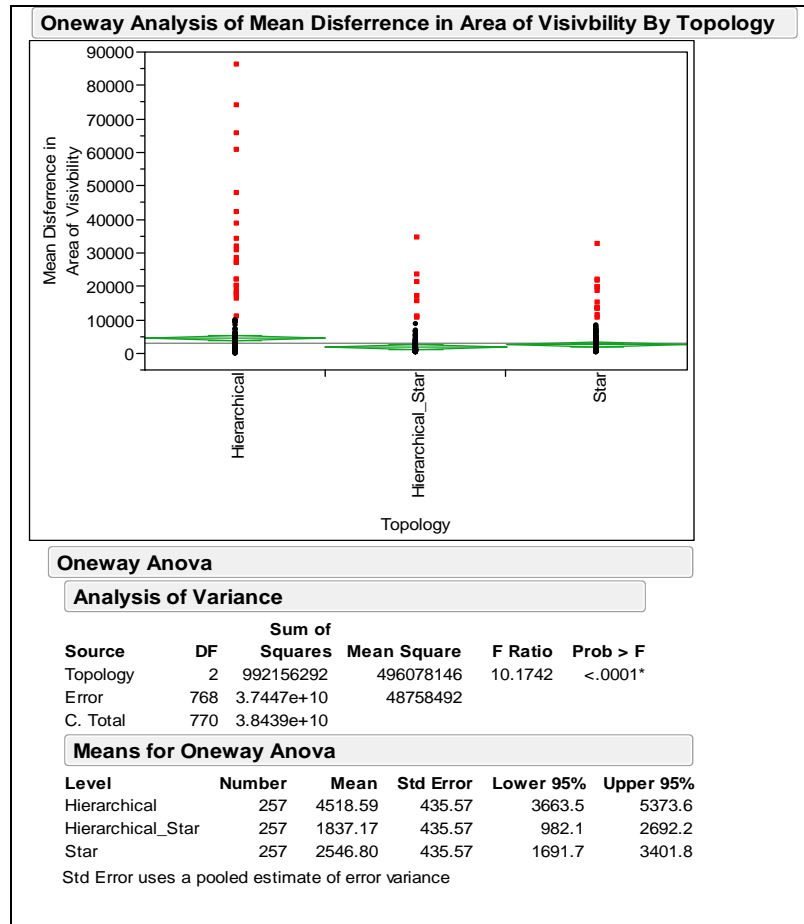 Oneway Analysis of Mean Disferrence in Area of Visivbility By Topology
90000
80000
70000
60000
50000
40000
30000
20000
10000
0
Mean Disferrence in
Area of Visivbility
Hierarchical
Hierarchical_Star
Star
Topology
Oneway Anova
Analysis of Variance
Source DF Sum of Squares Mean Square F Ratio Prob > F
Topology 2 992156292 496078146 10.1742 <.0001*
Error 768 3.7447e+10 48758492
C. Total 770 3.8439e+10
Means for Oneway Anova
Level Number Mean Std Error Lower 95% Upper 95%
Hierarchical 257 4518.59 435.57 3663.5 5373.6
Hierarchical_Star 257 1837.17 435.57 982.1 2692.2
Star 257 2546.80 435.57 1691.7 3401.8
Std Error uses a pooled estimate of error variance